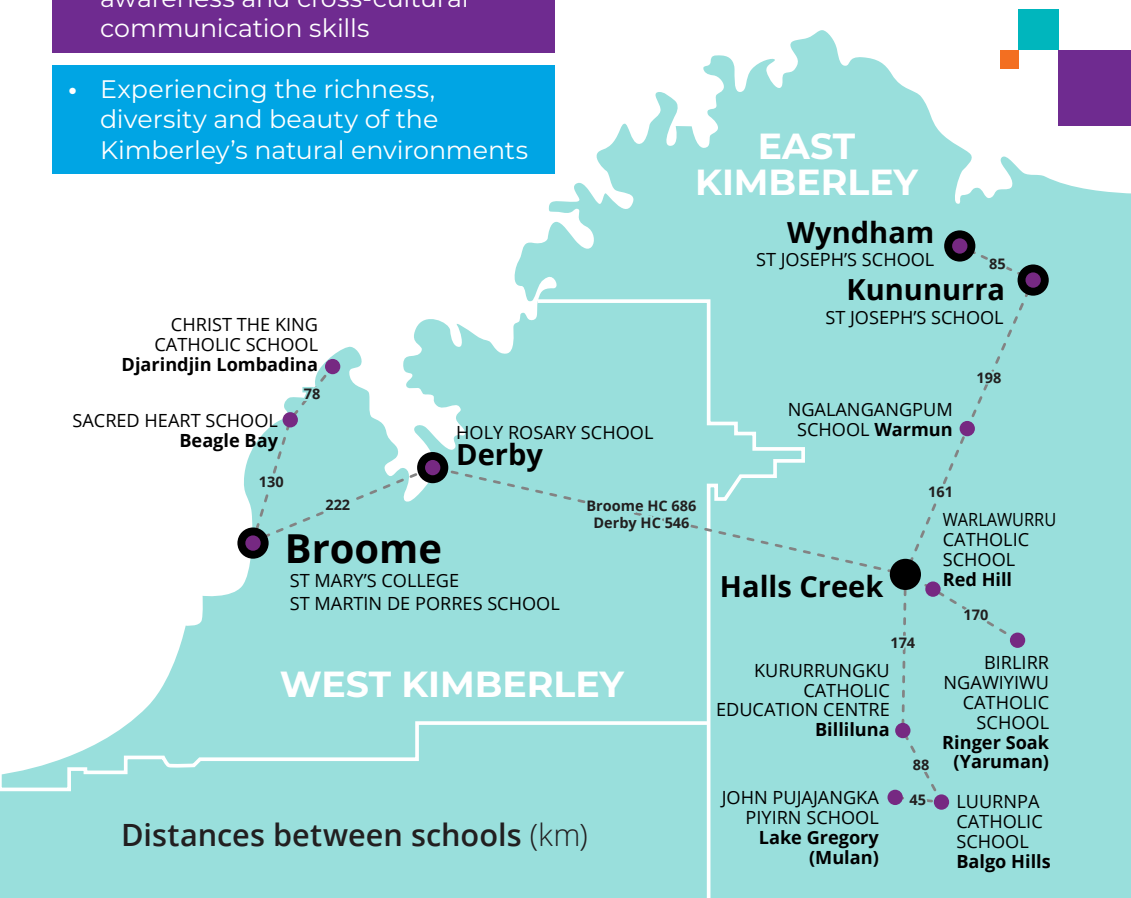 awareness and cross-cultural
communication skills
• Experiencing the richness,
diversity and beauty of the
Kimberley's natural environments
EAST
KIMBERLEY
Wyndham
ST JOSEPH'S SCHOOL
85
Kununurra
ST JOSEPH'S SCHOOL
CHRIST THE KING
CATHOLIC SCHOOL
Djarindjin Lombadina
78
198
SACRED HEART SCHOOL
Beagle Bay
NGALANGANGPUM
SCHOOL Warmun
HOLY ROSARY SCHOOL
Derby
130
222
161
Broome HC 686
Derby HC 546
WARLAWURRU
CATHOLIC
SCHOOL
Red Hill
Broome
ST MARY'S COLLEGE
ST MARTIN DE PORRES SCHOOL
Halls Creek
170
174
WEST KIMBERLEY
KURURRUNGKU
CATHOLIC
EDUCATION CENTRE
Billiluna
BIRLIRR
NGAWIYIWU
CATHOLIC
SCHOOL
Ringer Soak
(Yaruman)
88
JOHN PUJAJANGKA
PIYIRN SCHOOL
Lake Gregory
(Mulan)
45
LUURNPA
CATHOLIC
SCHOOL
Balgo Hills
Distances between schools (km)